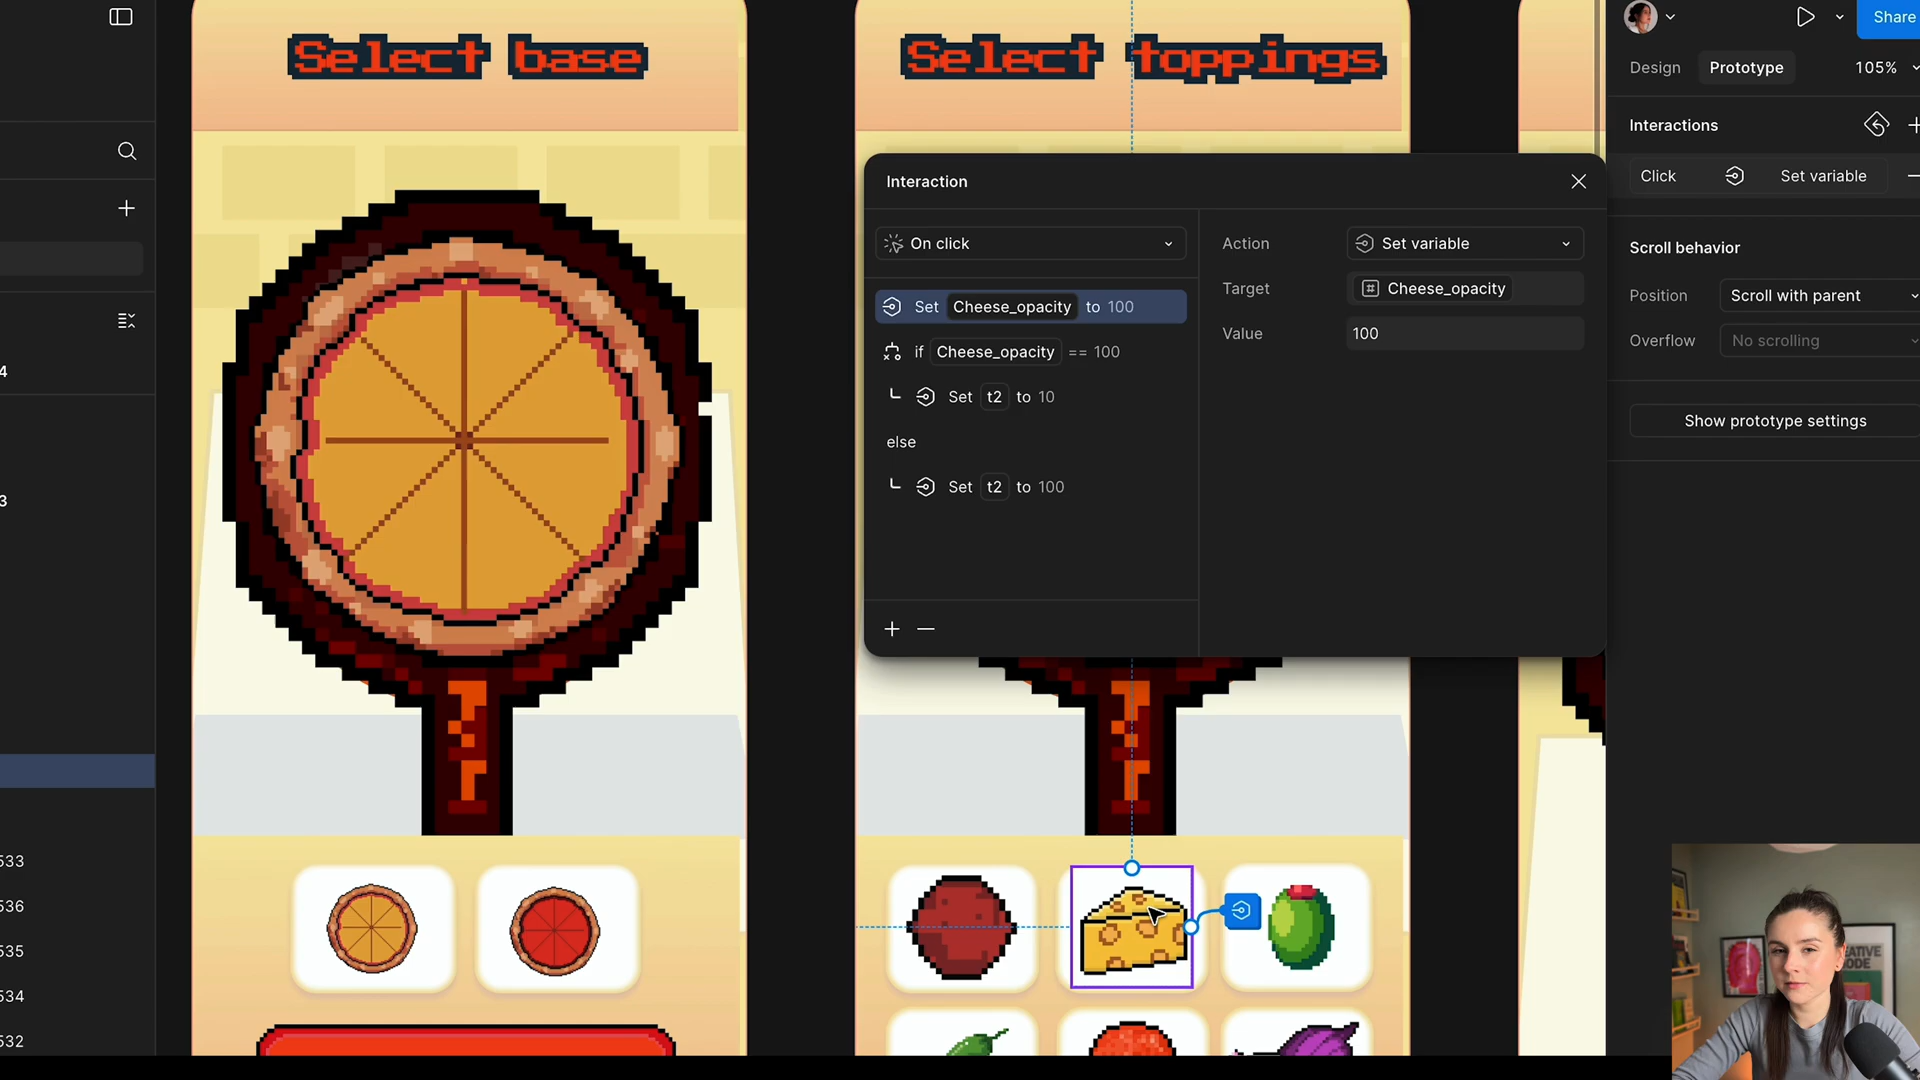 Select base
Select toppings
Share
Design
Prototype
105%
Interactions
Click
Set variable
Scroll behavior
Position
Scroll with parent
Overflow
No scrolling
Show prototype settings
Interaction
On click
Set Cheese_opacity to 100
if Cheese_opacity == 100
Set t2 to 10
else
Set t2 to 100
Action
Set variable
Target
Cheese_opacity
Value
100
4
3
533
536
535
534
532